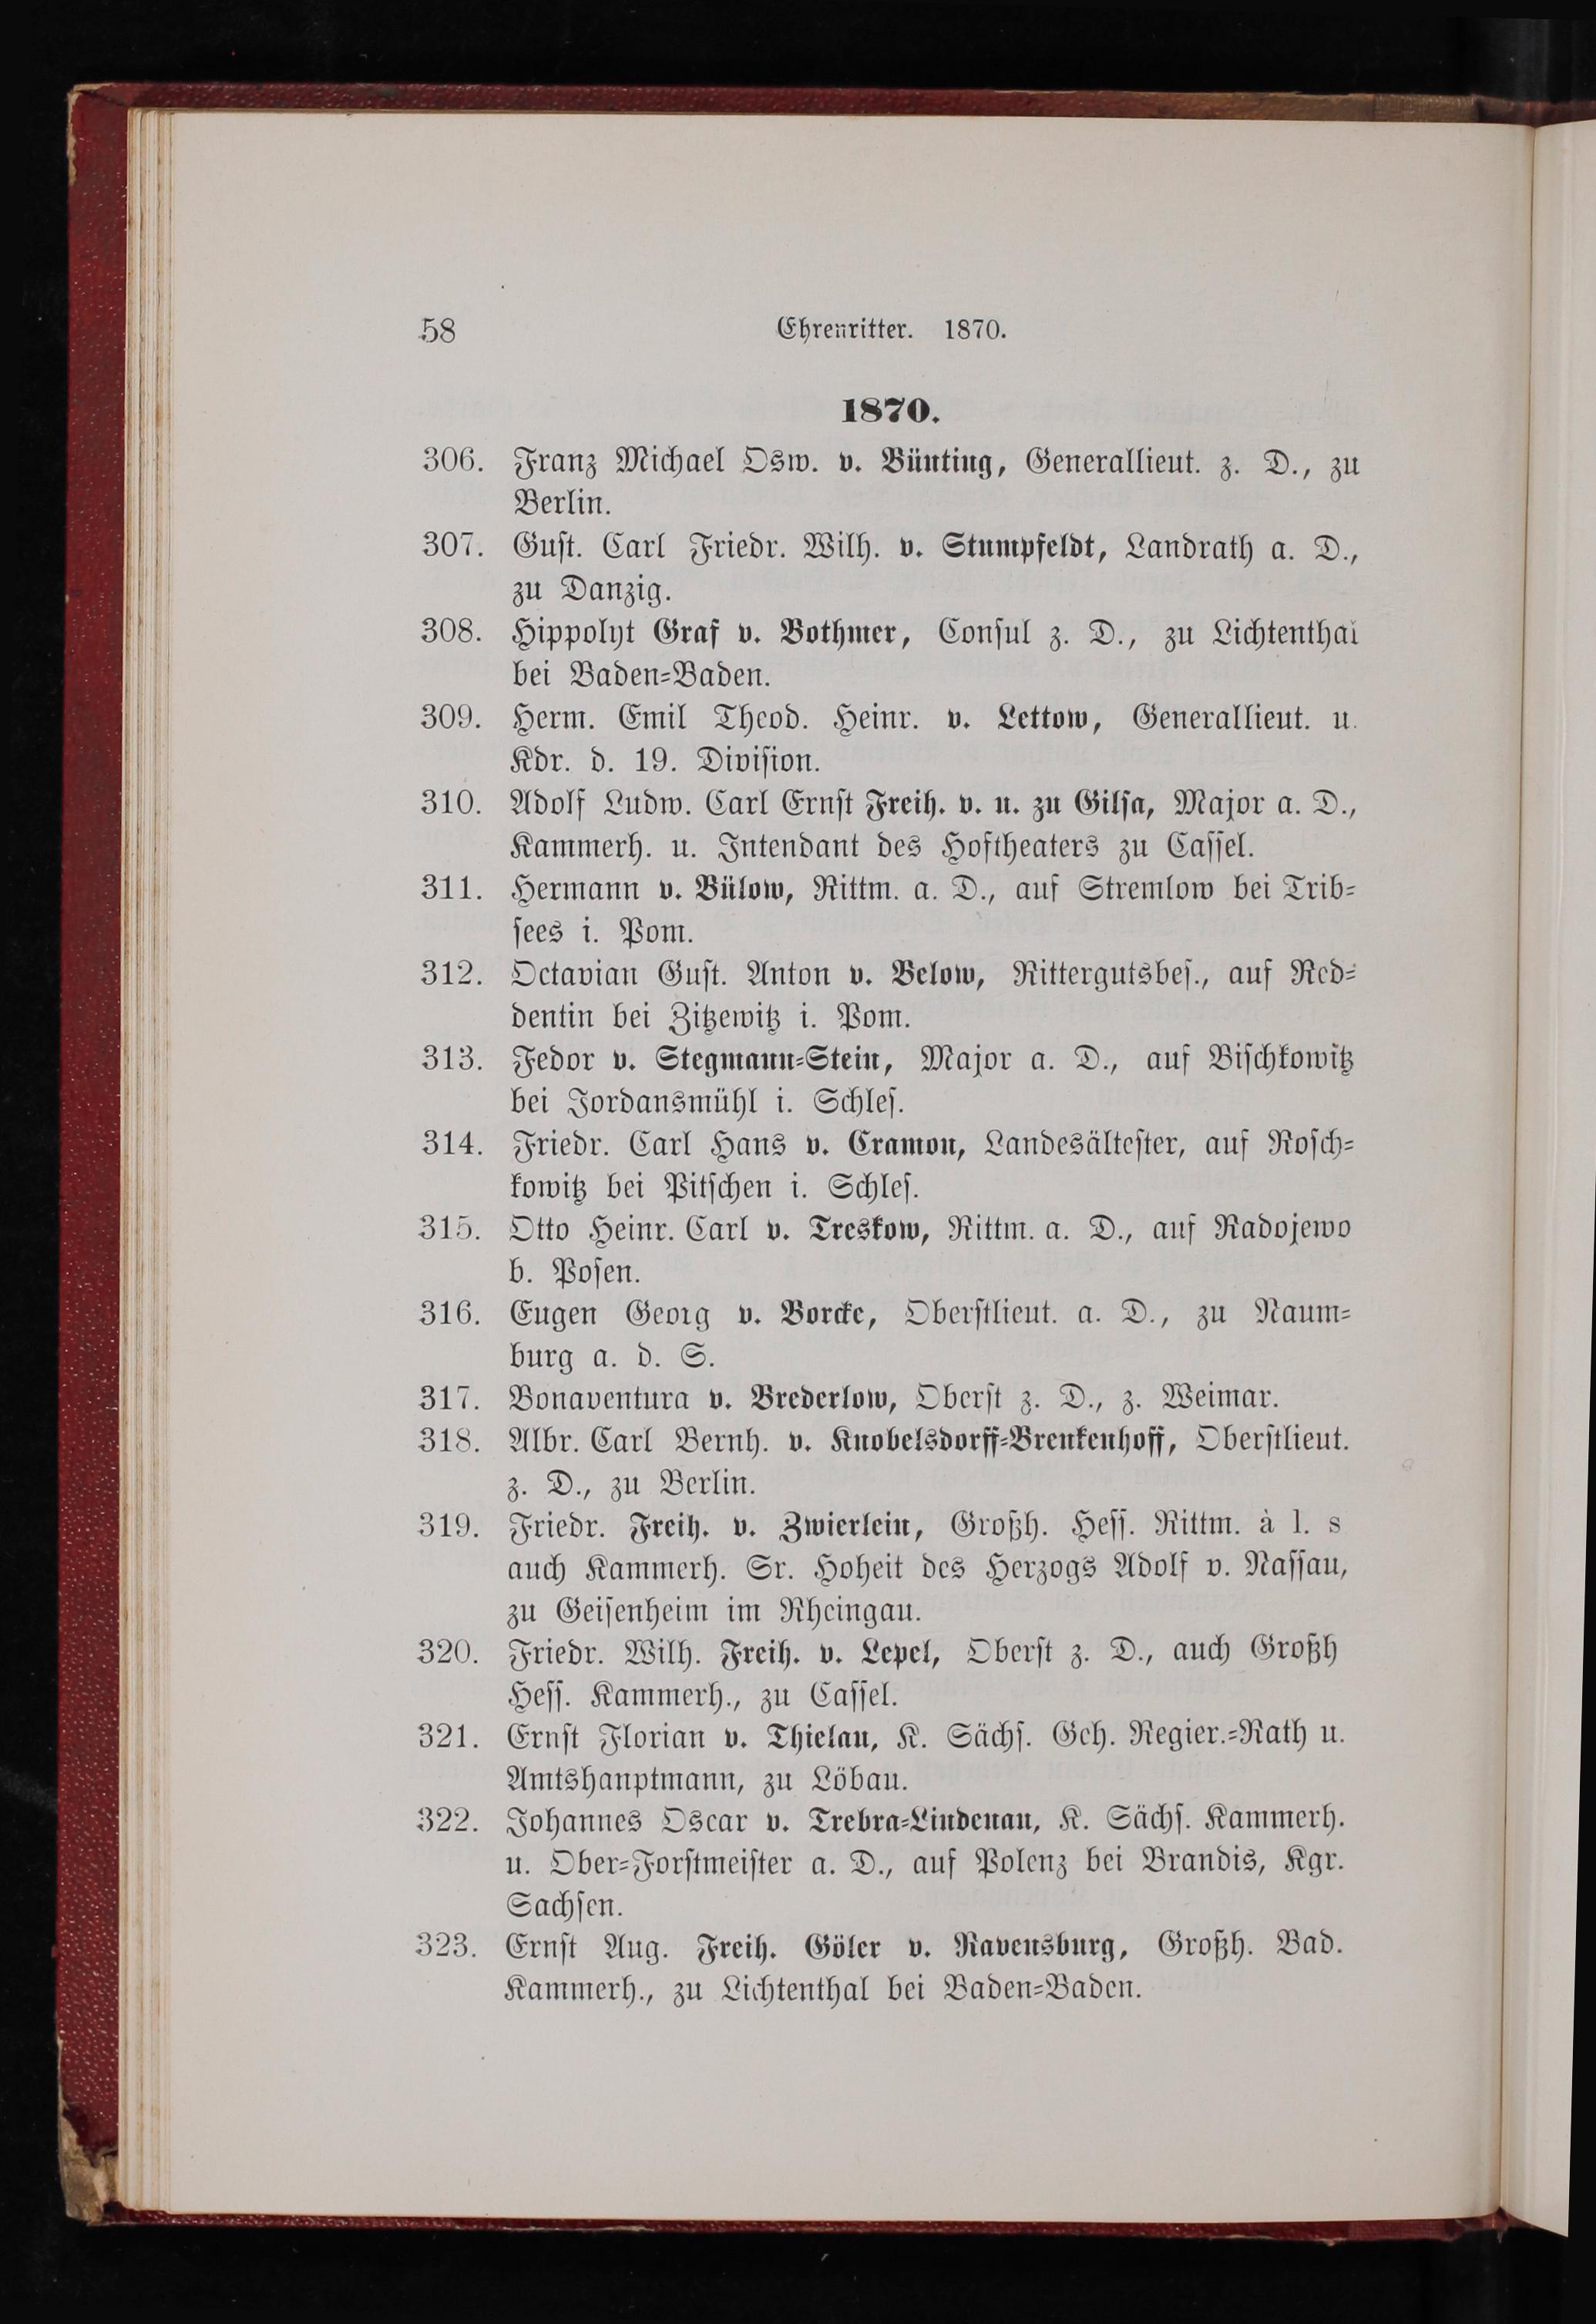 58 Ehrenritter. 1870.
1870.
306. Franz Michael Osw. v. Bünting, Generallieut. z. D., zu
Berlin.
307. Gust. Carl Friedr. Wilh. v. Stumpfeldt, Landrath a. D.,
zu Danzig.
308. Hippolyt Graf v. Bothmer, Consul z. D., zu Lichtenthal
bei Baden-Baden.
309. Herm. Emil Theod. Heinr. v. Lettow, Generallieut. u.
Kdr. d. 19. Division.
310. Adolf Ludw. Carl Ernst Freih. v. u. zu Gilsa, Major a. D.,
Kammerh. u. Intendant des Hoftheaters zu Cassel.
311. Hermann v. Bülow, Rittm. a. D., auf Stremlow bei Trib-
sees i. Pom.
312. Octavian Gust. Anton v. Below, Rittergutsbes., auf Red-
dentin bei Zitzewitz i. Pom.
313. Fedor v. Stegmann-Stein, Major a. D., auf Bischkowitz
bei Jordansmühl i. Schles.
314. Friedr. Carl Hans v. Cramon, Landesältester, auf Rosch-
kowitz bei Pitschen i. Schles.
315. Otto Heinr. Carl v. Treskow, Rittm. a. D., auf Radojewo
b. Posen.
316. Eugen Georg v. Borcke, Oberstlieut. a. D., zu Naum-
burg a. d. S.
317. Bonaventura v. Brederlow, Oberst z. D., z. Weimar.
318. Albr. Carl Bernh. v. Knobelsdorff-Brenkenhoff, Oberstlieut.
z. D., zu Berlin.
319. Friedr. Freih. v. Zwierlein, Großh. Hess. Rittm. à l. s
auch Kammerh. Sr. Hoheit des Herzogs Adolf v. Nassau,
zu Geisenheim im Rheingau.
320. Friedr. Wilh. Freih. v. Lepel, Oberst z. D., auch Großh
Hess. Kammerh., zu Cassel.
321. Ernst Florian v. Thielau, K. Sächs. Geh. Regier.-Rath u.
Amtshauptmann, zu Löbau.
322. Johannes Oscar v. Trebra-Lindenau, K. Sächs. Kammerh.
u. Ober-Forstmeister a. D., auf Polenz bei Brandis, Kgr.
Sachsen.
323. Ernst Aug. Freih. Göler v. Ravensburg, Großh. Bad.
Kammerh., zu Lichtenthal bei Baden-Baden.